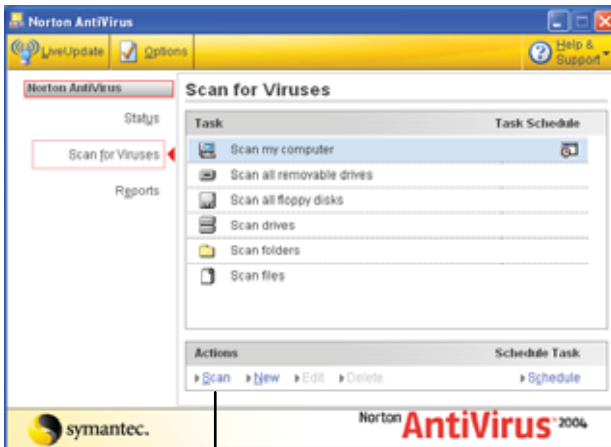 Norton AntiVirus
LiveUpdate Options Help & Support
Norton AntiVirus
Status
Scan for Viruses
Reports
Scan for Viruses
Task Task Schedule
Scan my computer
Scan all removable drives
Scan all floppy disks
Scan drives
Scan folders
Scan files
Actions Schedule Task
Scan New Edit Delete Schedule
symantec. Norton AntiVirus 2004